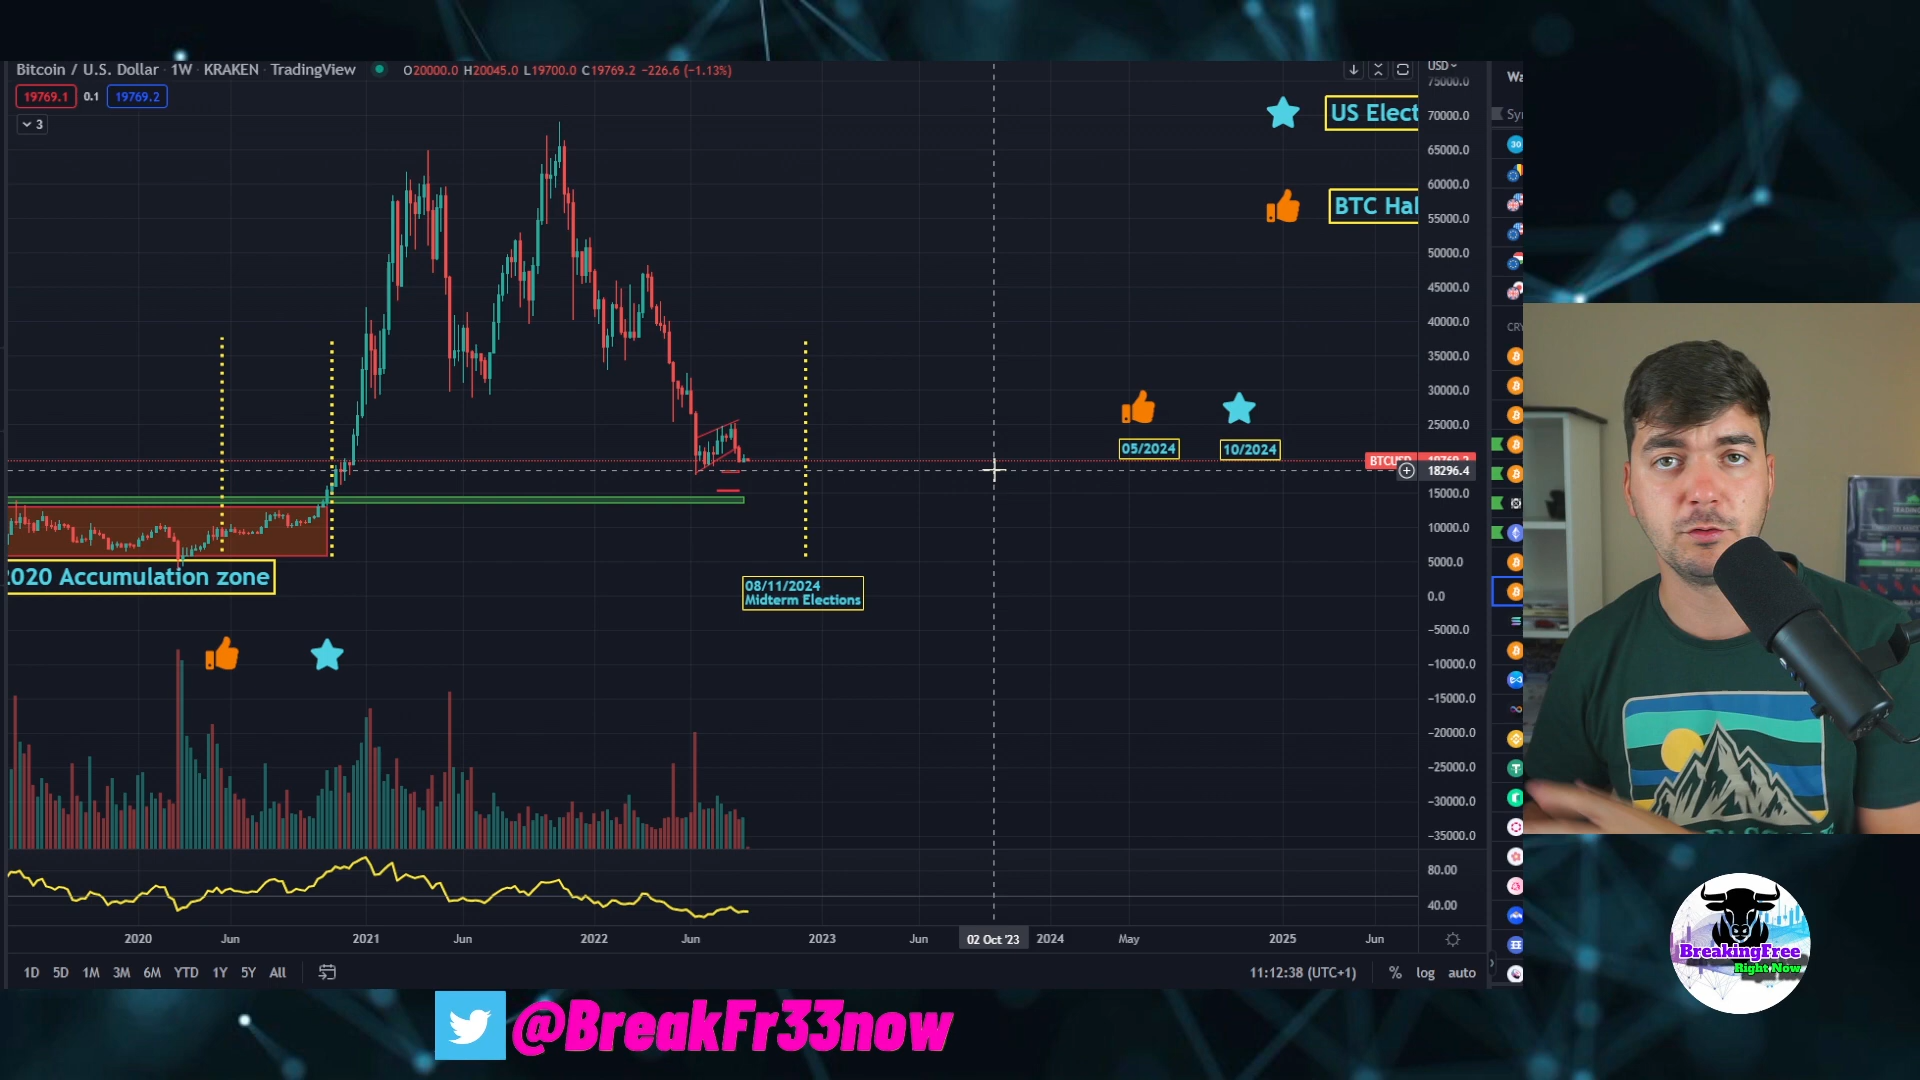 Bitcoin / U.S. Dollar · 1W · KRAKEN · TradingView
O20000.0 H20045.0 L19700.0 C19769.2 −226.6 (−1.13%)
19769.1 0.1 19769.2
3
USD
75000.0
70000.0
65000.0
60000.0
55000.0
50000.0
45000.0
40000.0
35000.0
30000.0
25000.0
18296.4
15000.0
10000.0
5000.0
0.0
−5000.0
−10000.0
−15000.0
−20000.0
−25000.0
−30000.0
−35000.0
80.00
40.00
US Elect
BTC Hal
05/2024
10/2024
2020 Accumulation zone
08/11/2024
Midterm Elections
2020 Jun 2021 Jun 2022 Jun 2023 Jun 02 Oct '23 2024 May 2025 Jun
1D 5D 1M 3M 6M YTD 1Y 5Y All
11:12:38 (UTC+1) % log auto
BreakingFree
Right Now
@BreakFr33now